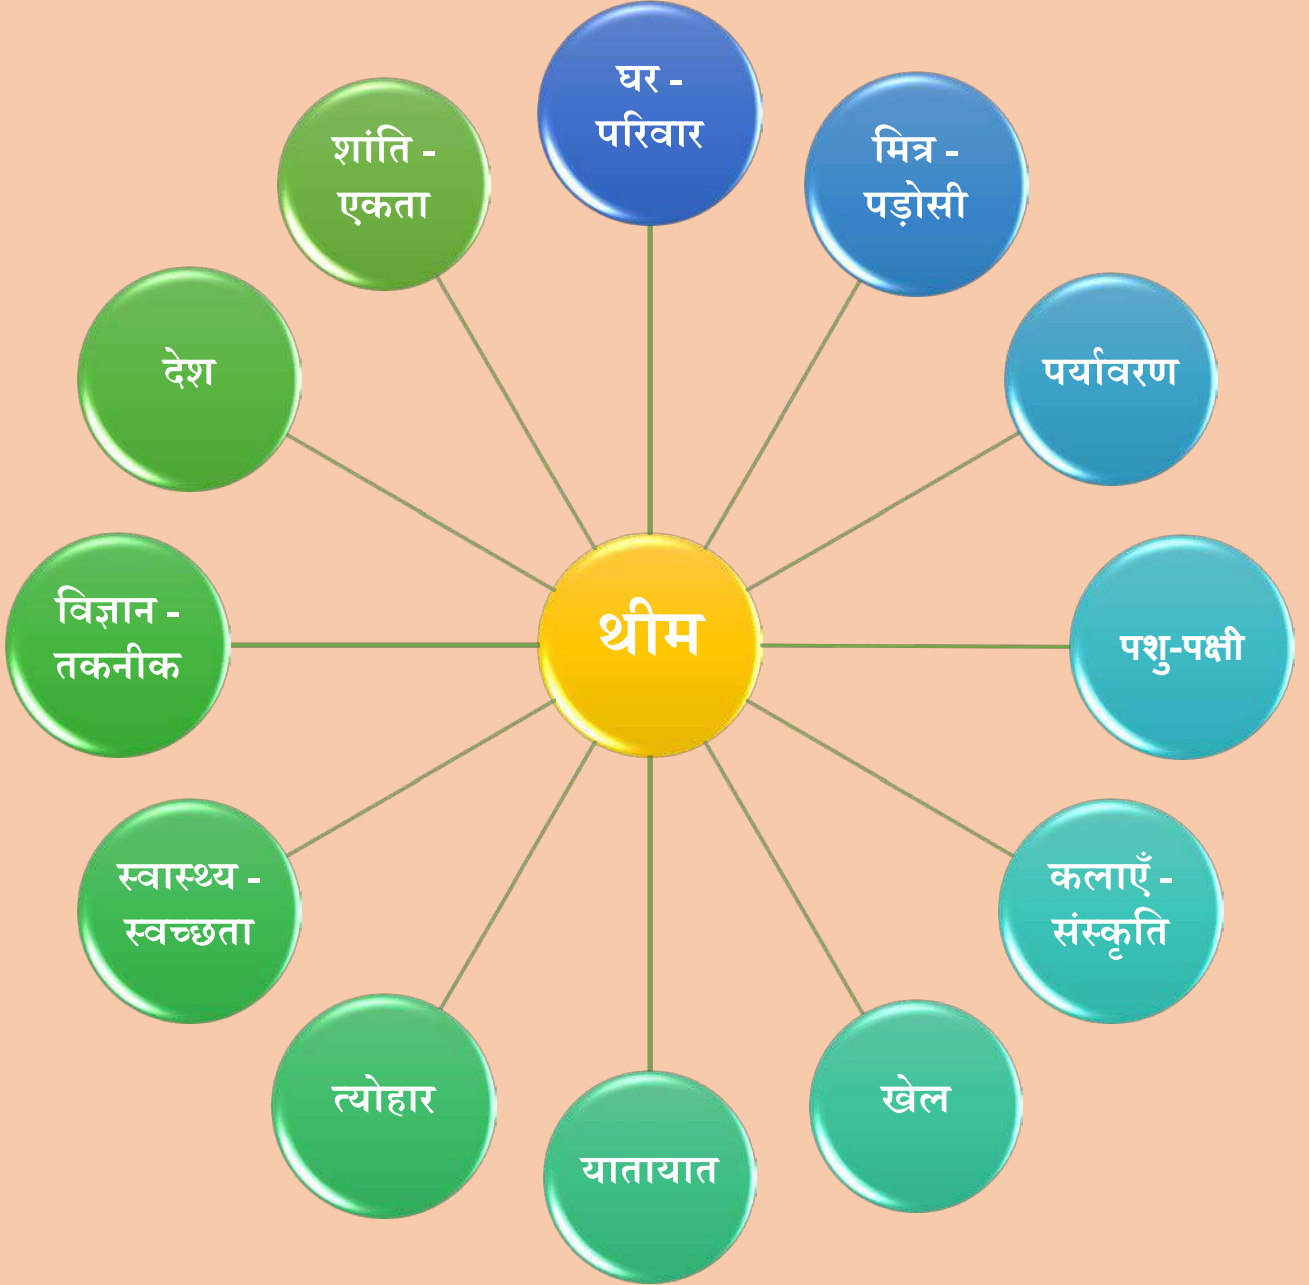 थीम
घर -
परिवार
मित्र -
पड़ोसी
पर्यावरण
पशु-पक्षी
कलाएँ -
संस्कृति
खेल
यातायात
त्योहार
स्वास्थ्य -
स्वच्छता
विज्ञान -
तकनीक
देश
शांति -
एकता